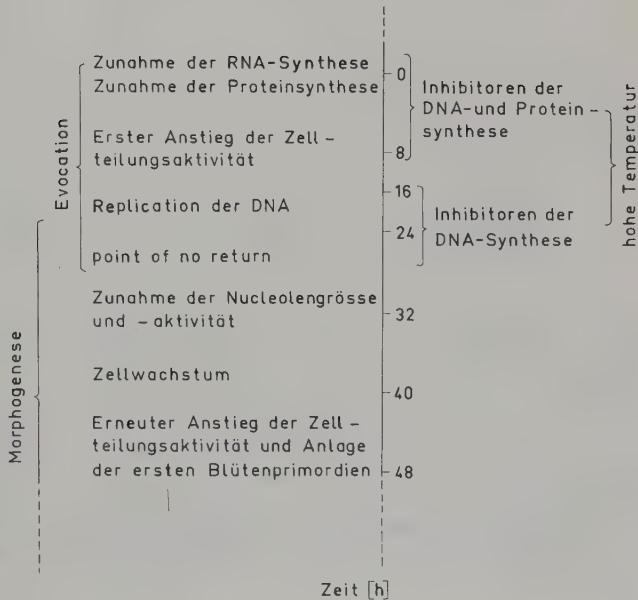 Zunahme der RNA-Synthese
Zunahme der Proteinsynthese
Erster Anstieg der Zell-
teilungsaktivität
Replication der DNA
point of no return
Zunahme der Nucleolengrösse
und -aktivität
Zellwachstum
Erneuter Anstieg der Zell-
teilungsaktivität und Anlage
der ersten Blütenprimordien
Evocation
Morphogenese
0
8
16
24
32
40
48
Inhibitoren der
DNA-und Protein-
synthese
Inhibitoren der
DNA-Synthese
hohe Temperatur
Zeit [h]